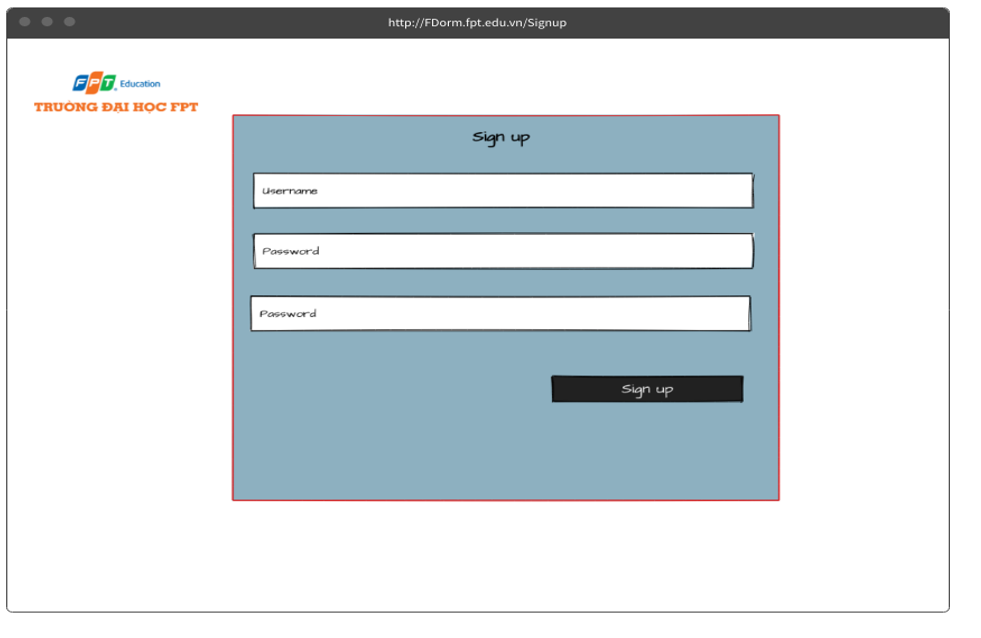 http://FDorm.fpt.edu.vn/Signup
FPT Education
TRƯỜNG ĐẠI HỌC FPT
Sign up
Username
Password
Password
Sign up